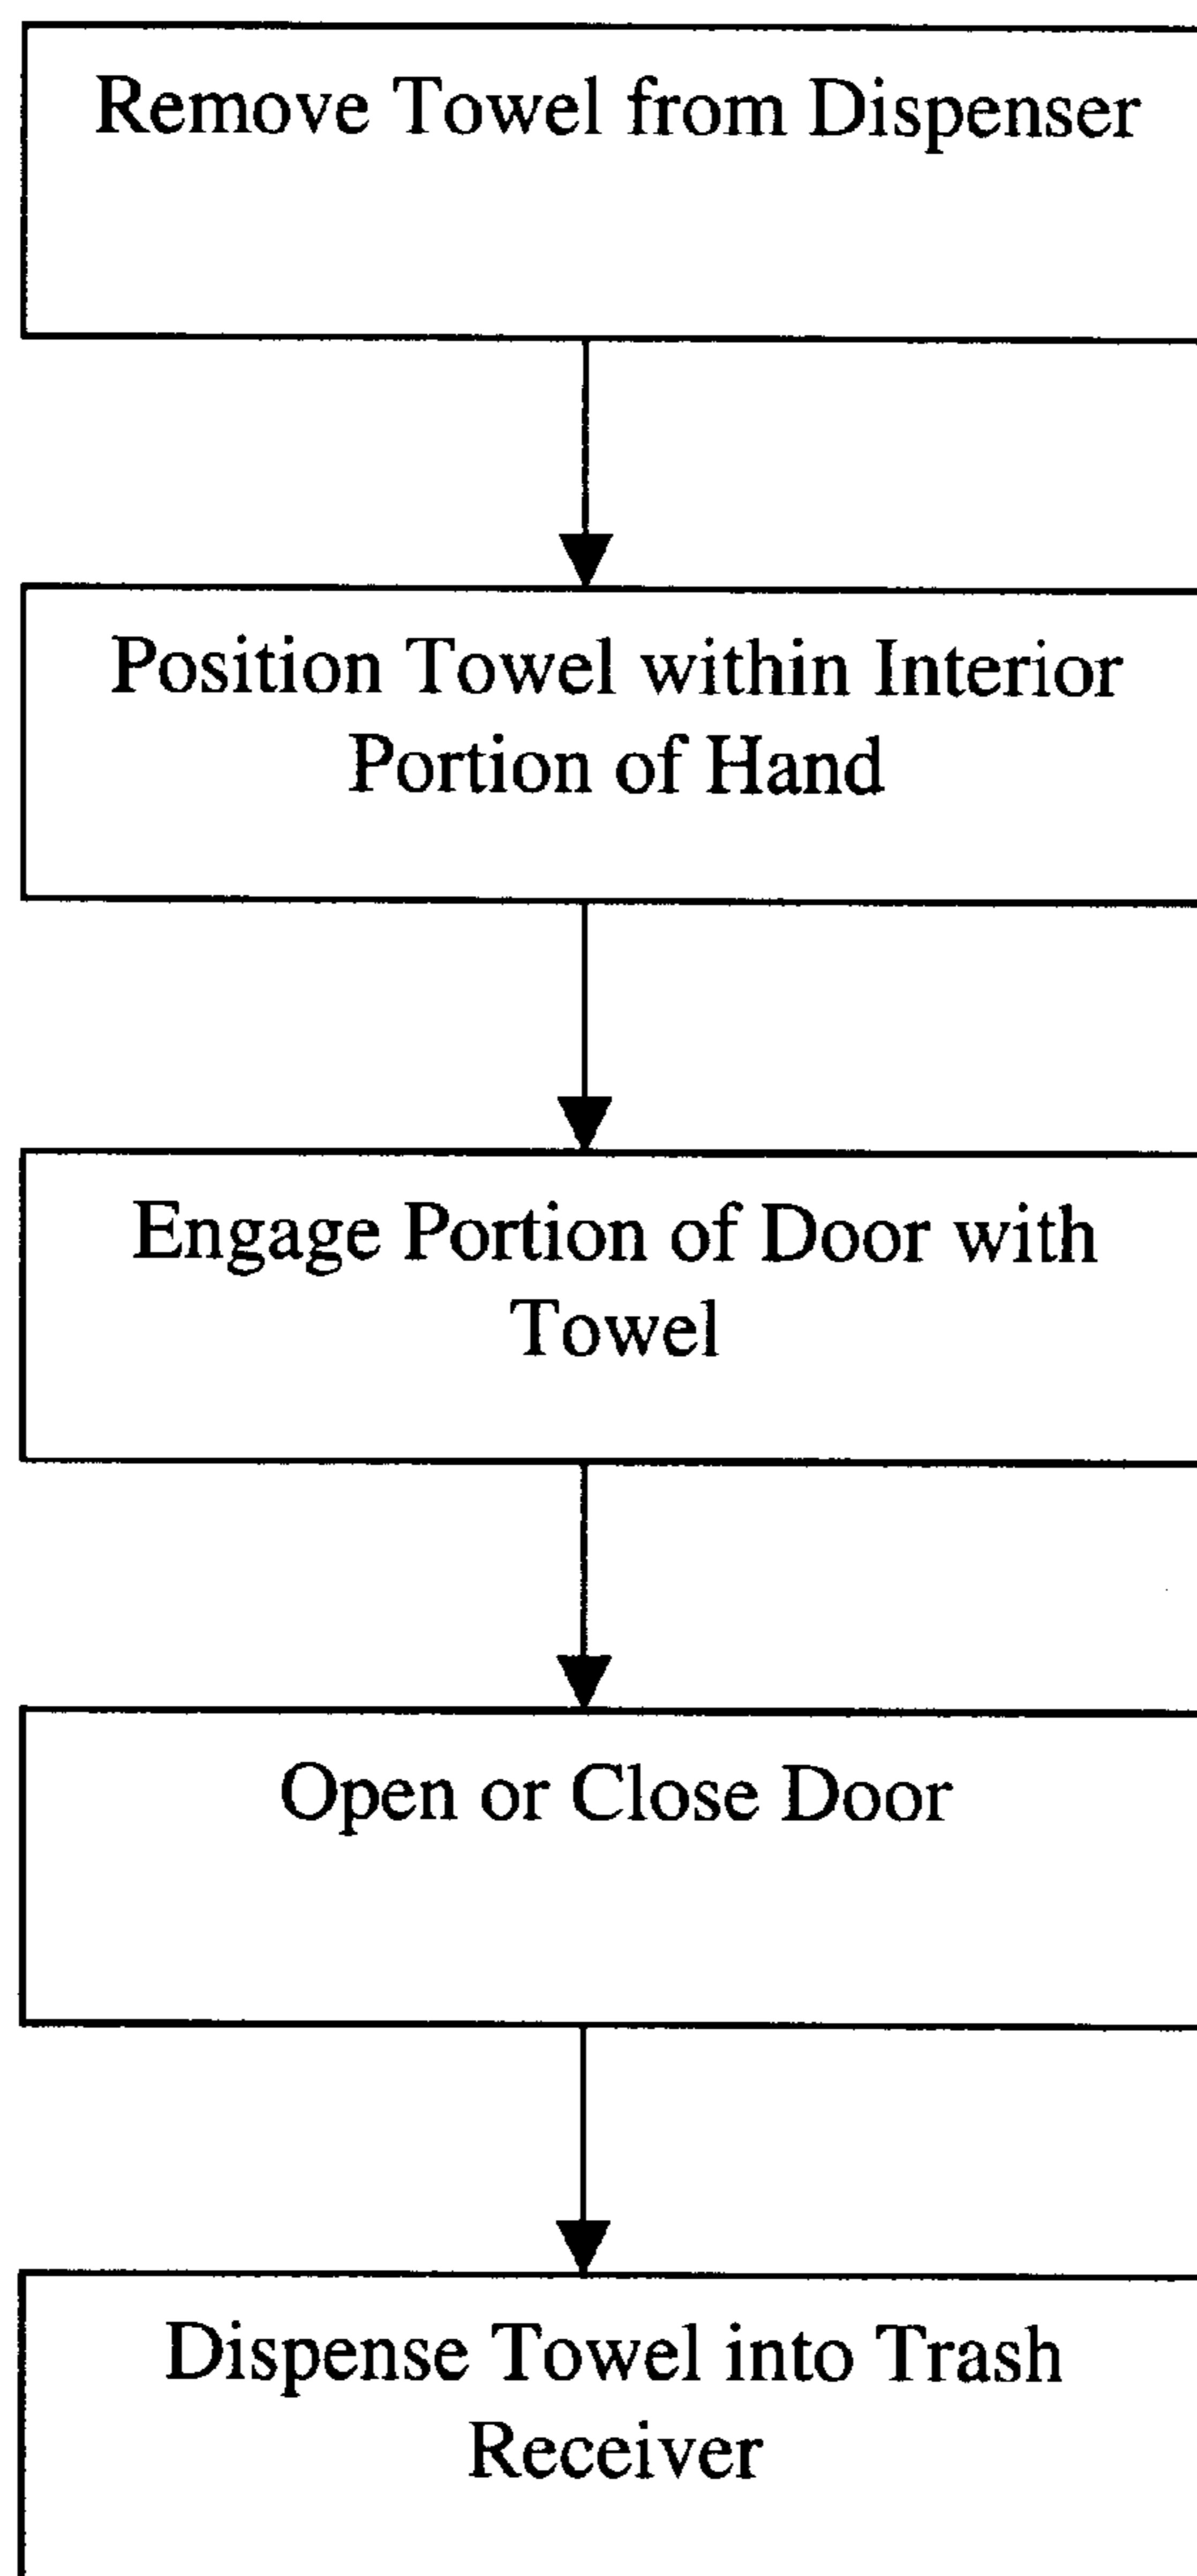 Remove Towel from Dispenser
Position Towel within Interior
Portion of Hand
Engage Portion of Door with
Towel
Open or Close Door
Dispense Towel into Trash
Receiver